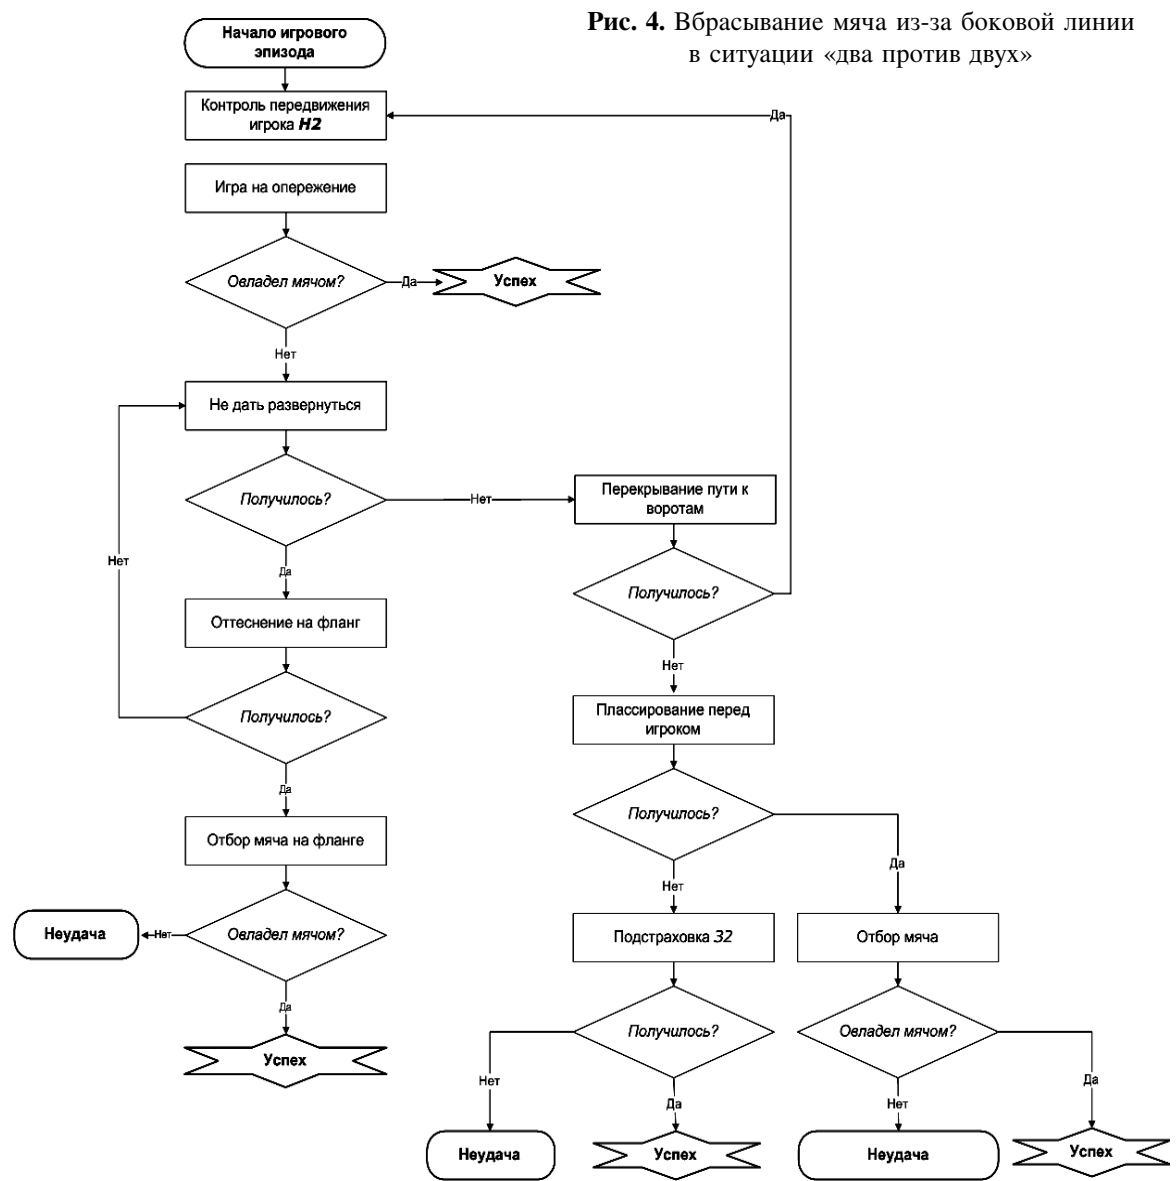 Рис. 4. Вбрасывание мяча из-за боковой линии
в ситуации «два против двух»
Начало игрового
эпизода
Контроль передвижения
игрока Н2
Да
Игра на опережение
Овладел мячом?
Да
Успех
Нет
Не дать развернуться
Получилось?
Нет
Перекрывание пути к
воротам
Нет
Да
Получилось?
Оттеснение на фланг
Нет
Получилось?
Плассирование перед
игроком
Да
Получилось?
Отбор мяча на фланге
Да
Нет
Неудача
Нет
Овладел мячом?
Подстраховка З2
Отбор мяча
Да
Получилось?
Овладел мячом?
Успех
Нет
Да
Нет
Да
Неудача
Успех
Неудача
Успех